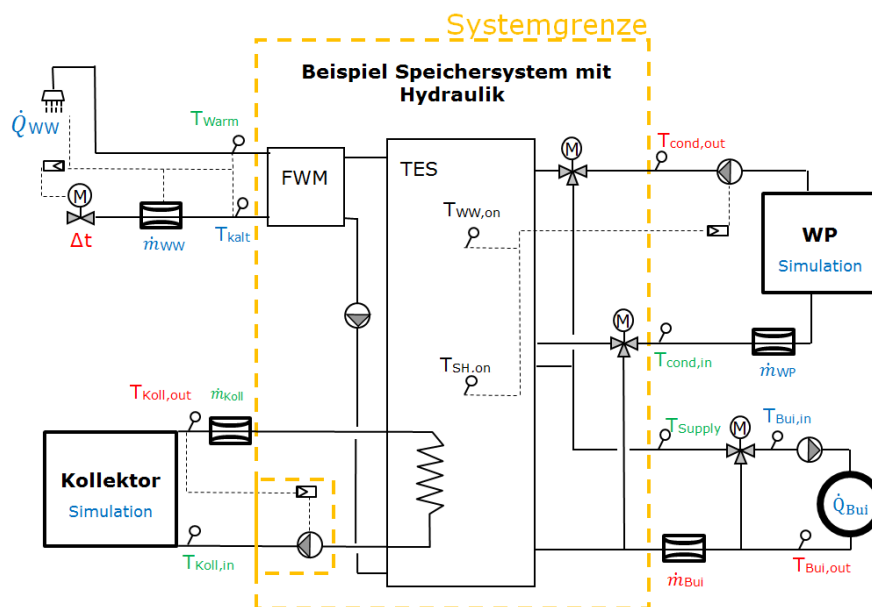 Systemgrenze
Beispiel Speichersystem mit
Hydraulik
Q̇WW
TWarm
FWM
TES
M
Tcond,out
WP
Simulation
TWW,on
M
Δt
ṁWW
Tkalt
M
Tcond,in
ṁWP
TSH,on
TKoll,out
ṁKoll
TSupply
M
TBui,in
Kollektor
Simulation
Q̇Bui
TKoll,in
ṁBui
TBui,out